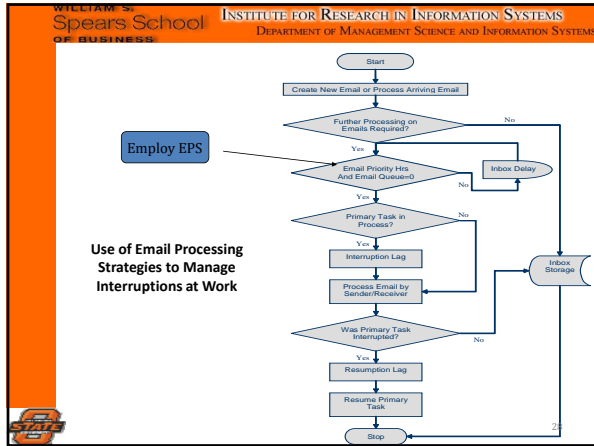 WILLIAM S.
Spears School
OF BUSINESS
INSTITUTE FOR RESEARCH IN INFORMATION SYSTEMS
DEPARTMENT OF MANAGEMENT SCIENCE AND INFORMATION SYSTEMS
Start
Create New Email or Process Arriving Email
Further Processing on
Emails Required?
No
Yes
Employ EPS
Email Priority Hrs
And Email Queue=0
Inbox Delay
No
Yes
Primary Task in
Process?
No
Yes
Use of Email Processing
Strategies to Manage
Interruptions at Work
Interruption Lag
Inbox
Storage
Process Email by
Sender/Receiver
Was Primary Task
Interrupted?
No
Yes
Resumption Lag
Resume Primary
Task
Stop
STATE